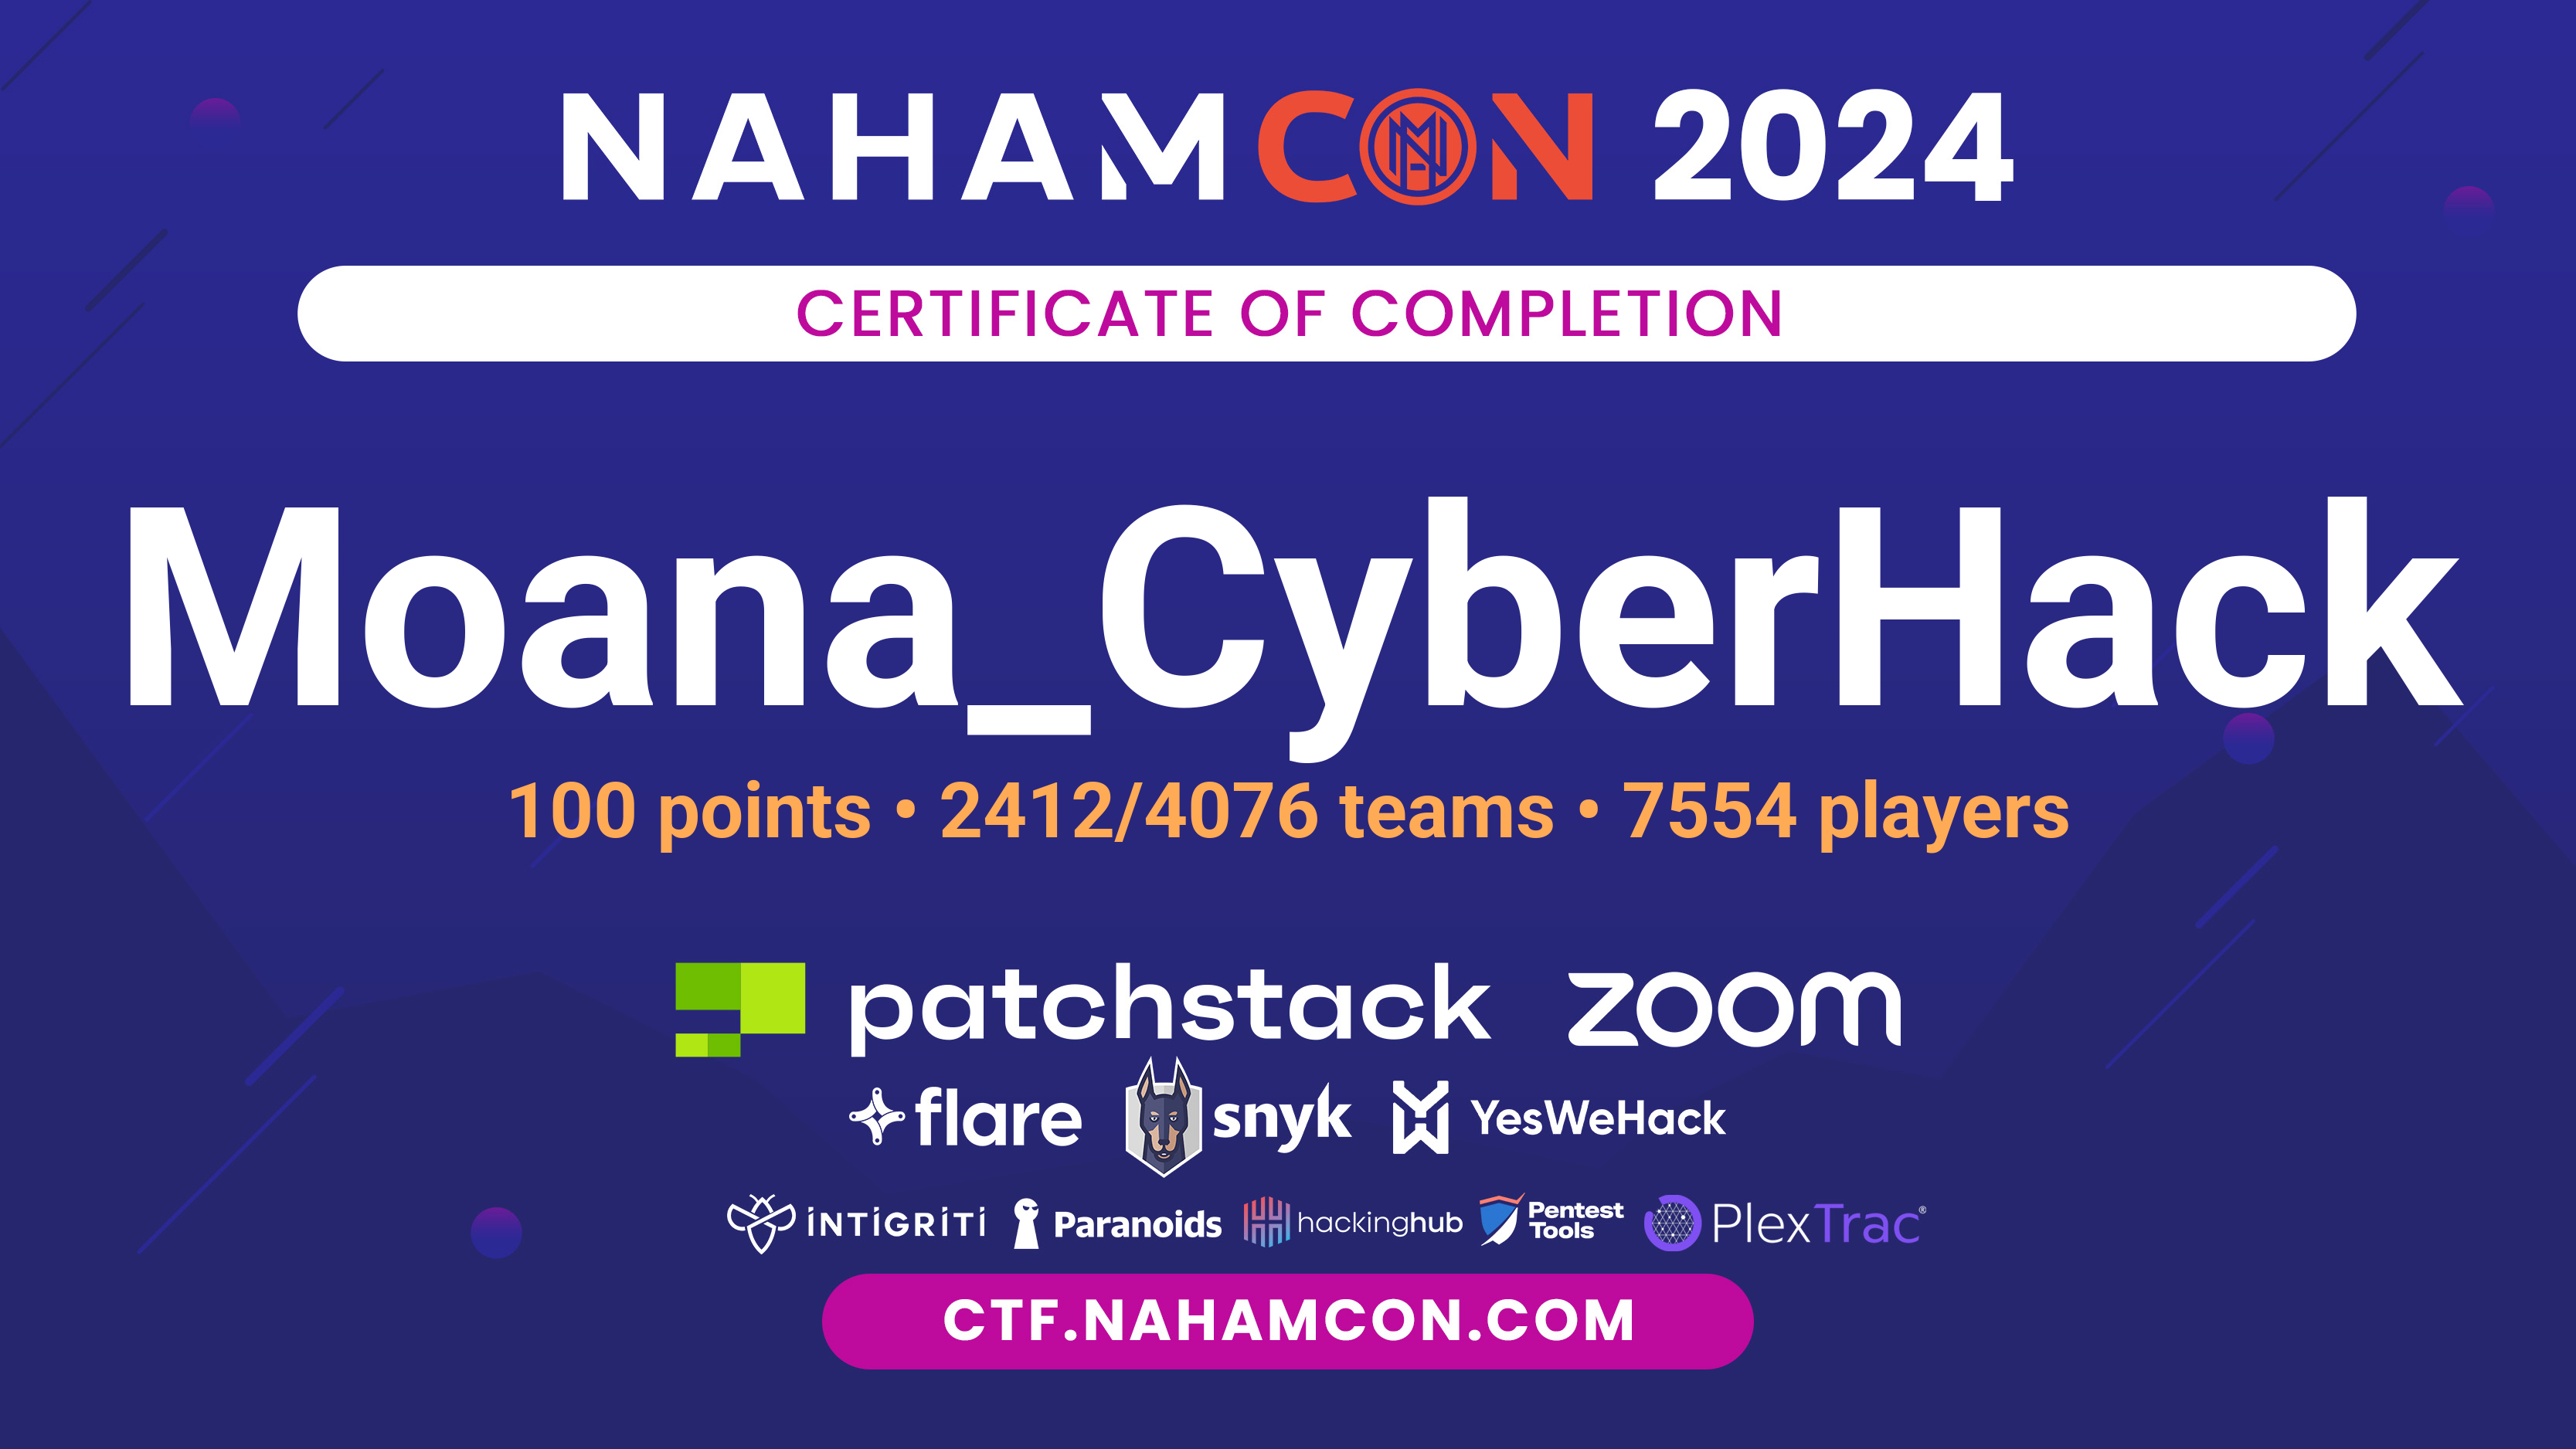 NAHAMCON 2024
CERTIFICATE OF COMPLETION
Moana_CyberHack
100 points • 2412/4076 teams • 7554 players
patchstack zoom
flare snyk YesWeHack
INTIGRITI Paranoids hackinghub Pentest Tools PlexTrac®
CTF.NAHAMCON.COM